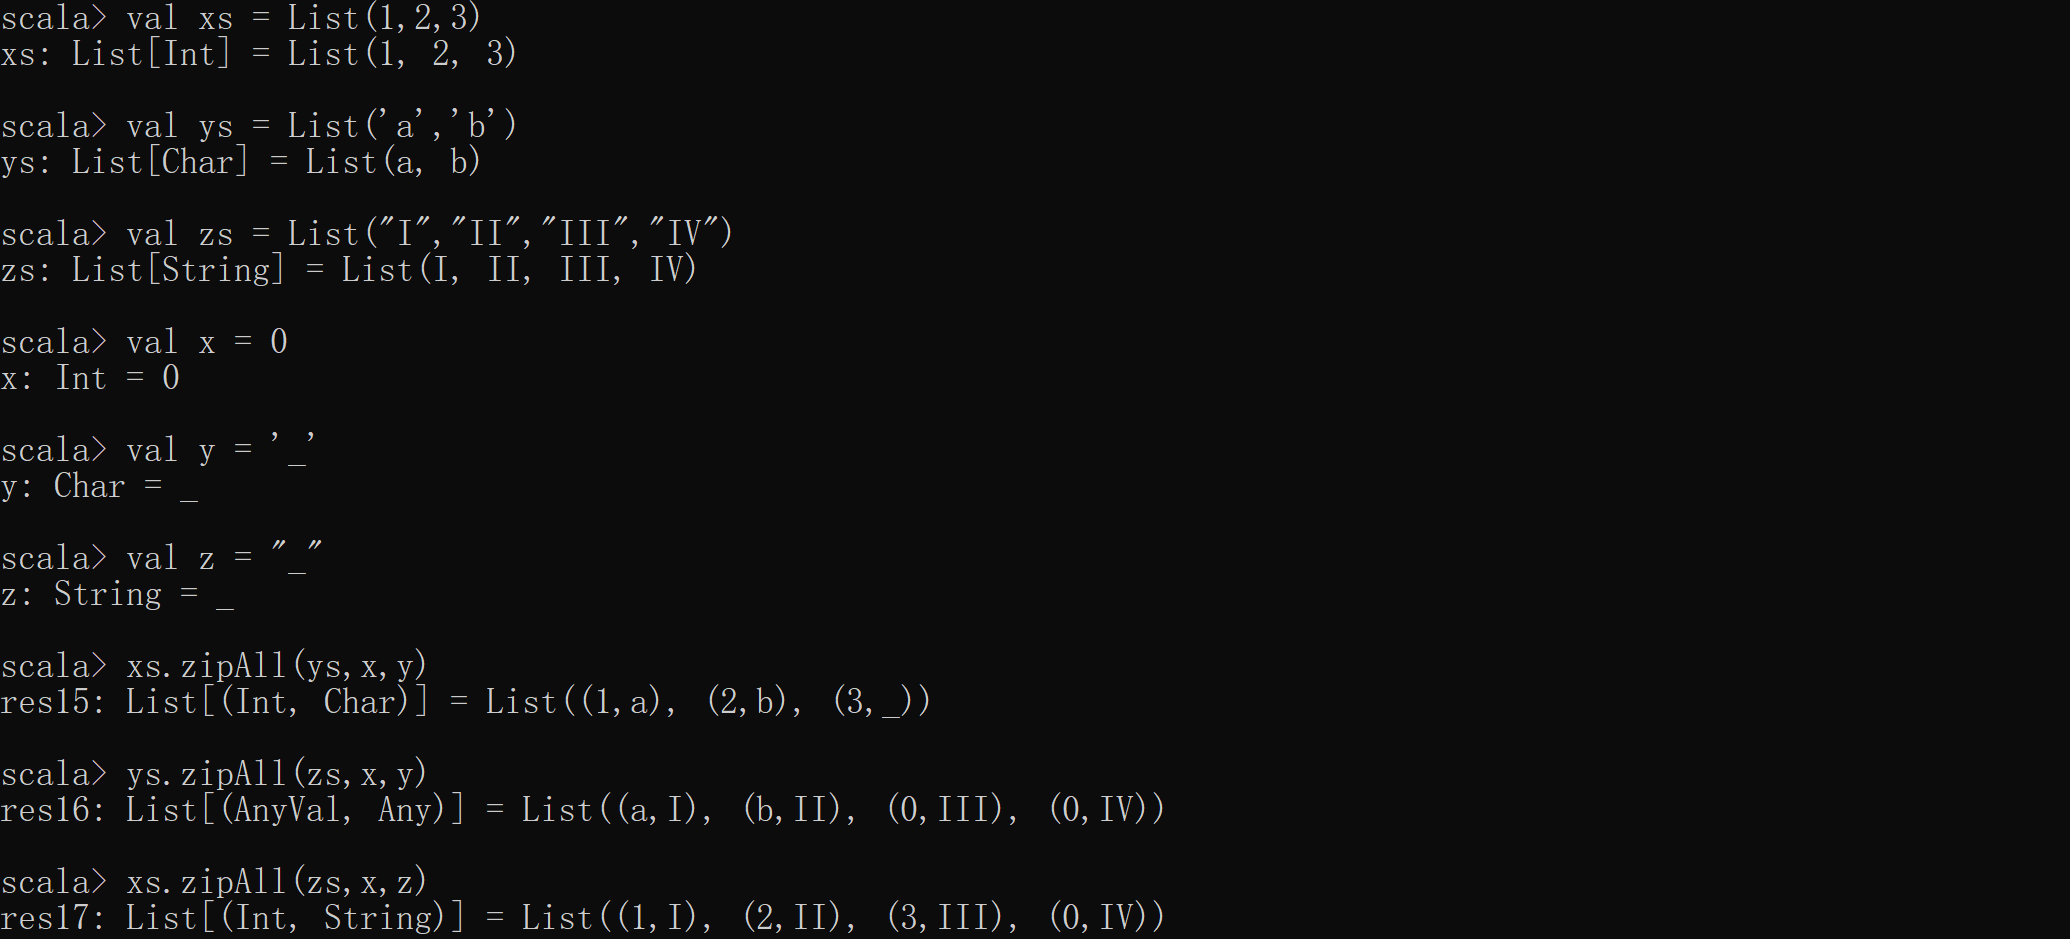 scala> val xs = List(1,2,3)
xs: List[Int] = List(1, 2, 3)
scala> val ys = List('a','b')
ys: List[Char] = List(a, b)
scala> val zs = List("I","II","III","IV")
zs: List[String] = List(I, II, III, IV)
scala> val x = 0
x: Int = 0
scala> val y = '_'
y: Char = _
scala> val z = "_"
z: String = _
scala> xs.zipAll(ys,x,y)
res15: List[(Int, Char)] = List((1,a), (2,b), (3,_))
scala> ys.zipAll(zs,x,y)
res16: List[(AnyVal, Any)] = List((a,I), (b,II), (0,III), (0,IV))
scala> xs.zipAll(zs,x,z)
res17: List[(Int, String)] = List((1,I), (2,II), (3,III), (0,IV))